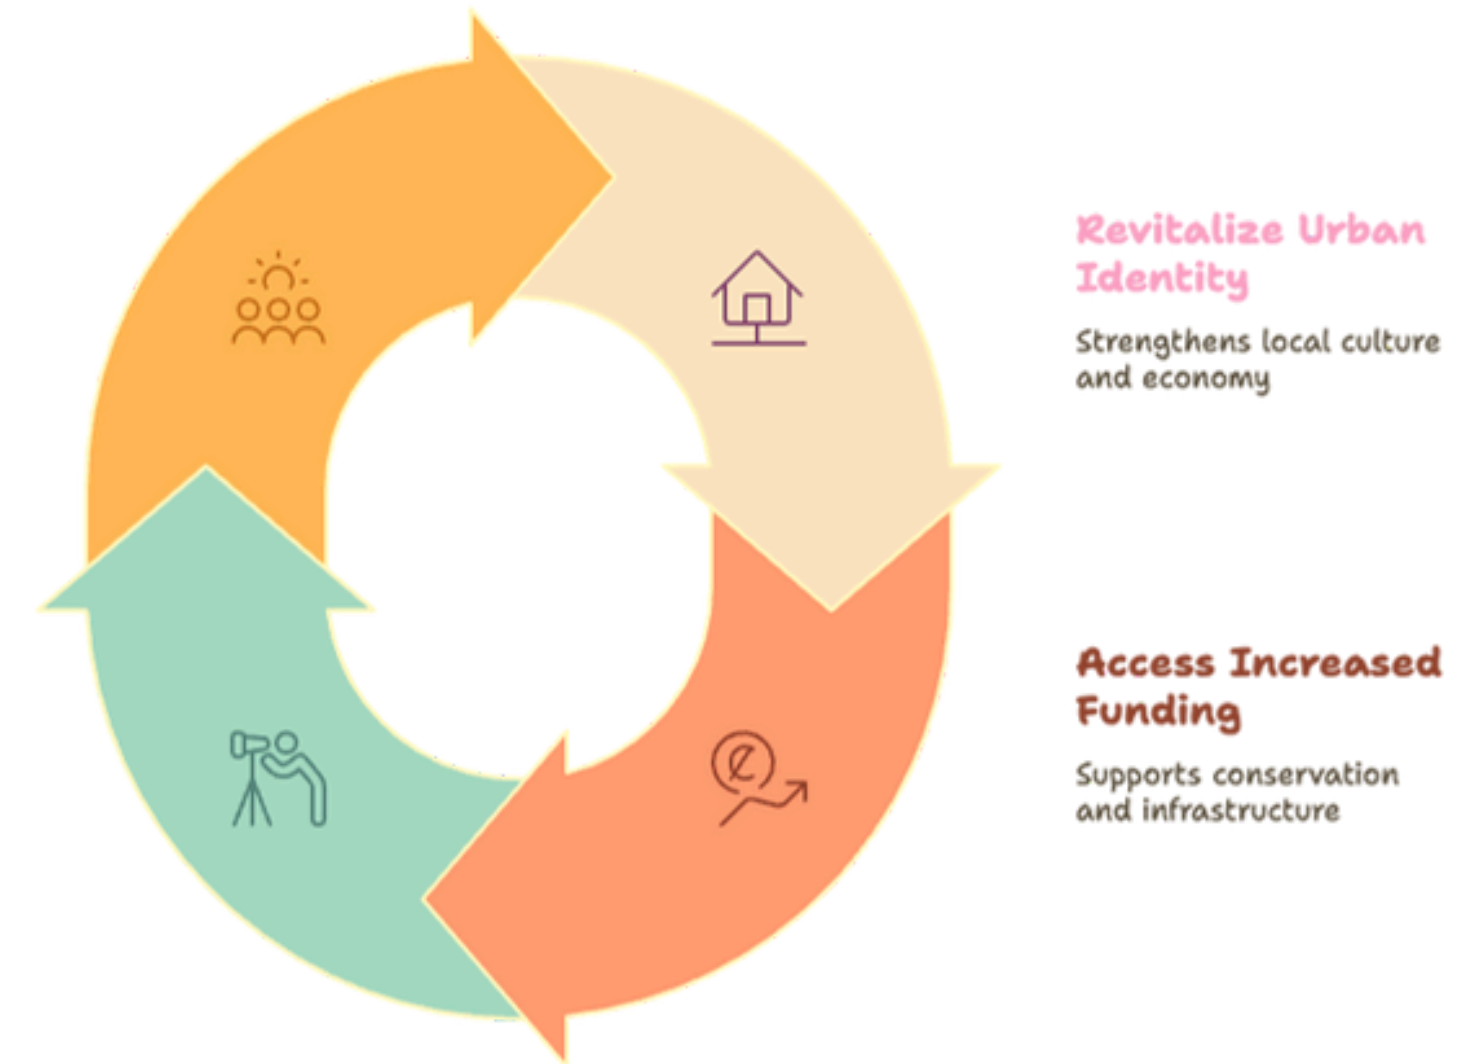 Revitalize Urban
Identity
Strengthens local culture
and economy
Access Increased
Funding
Supports conservation
and infrastructure